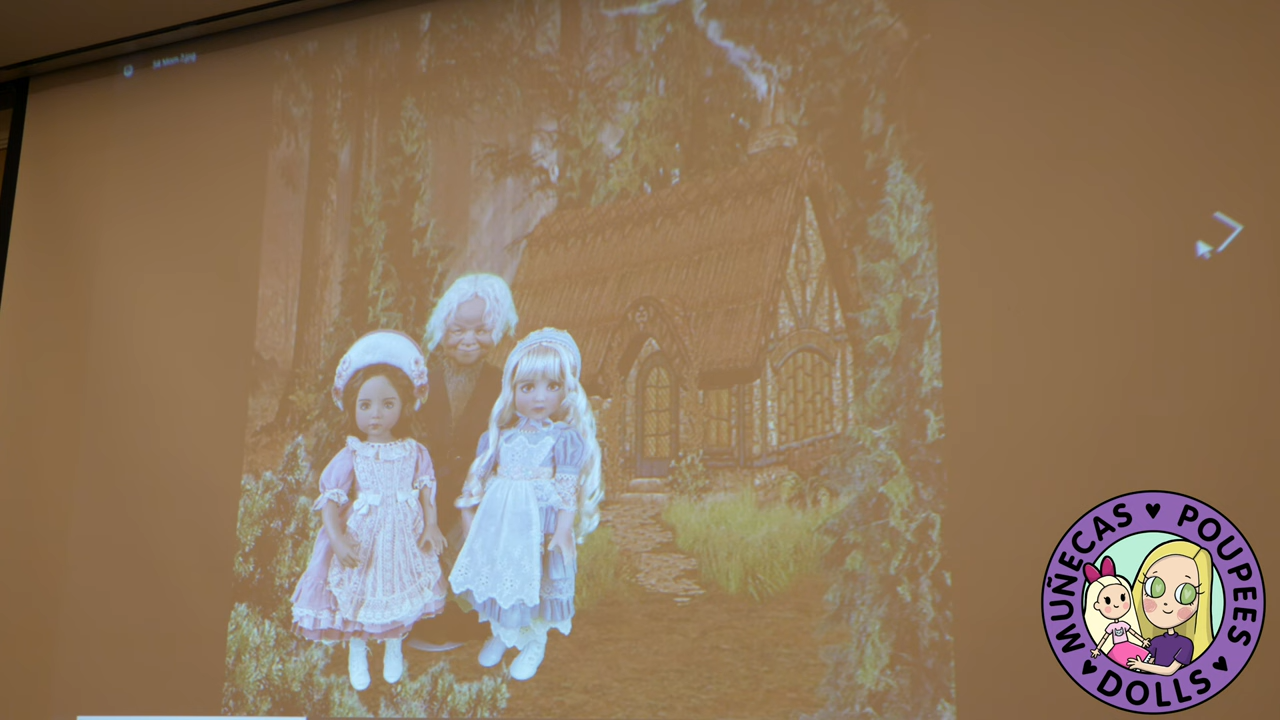 MUÑECAS ♥ POUPEES ♥ DOLLS ♥